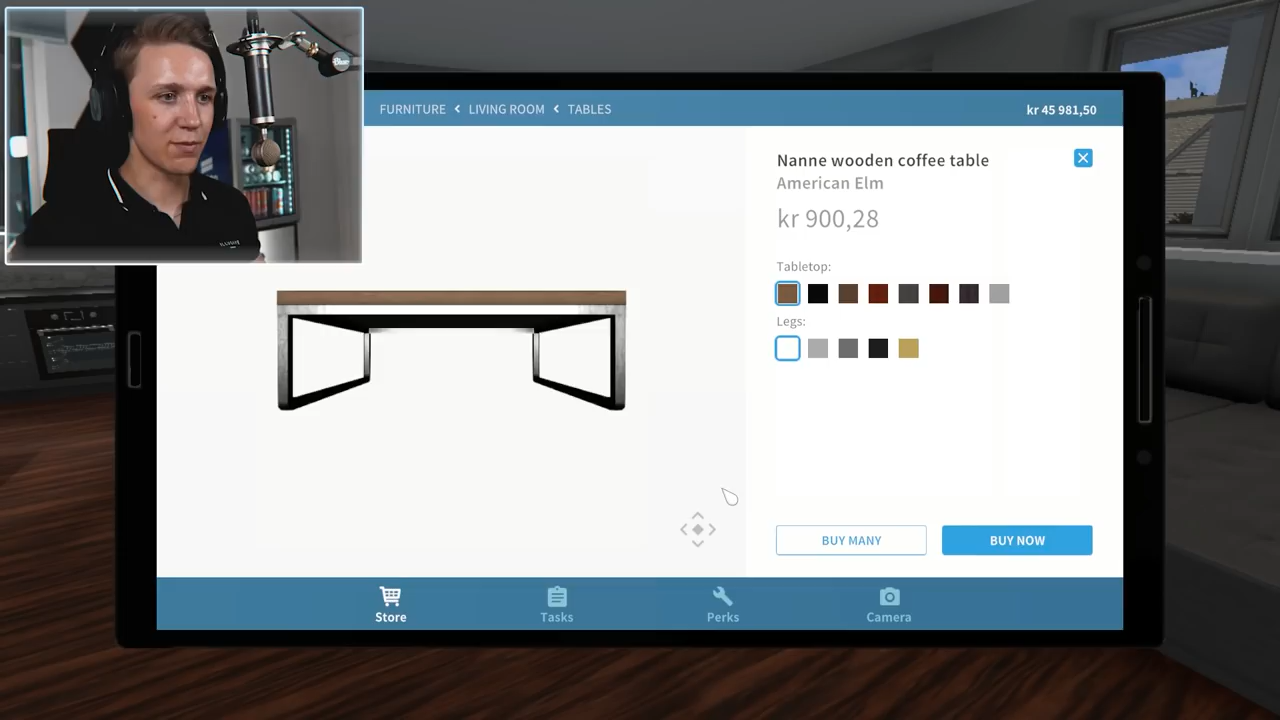 FURNITURE < LIVING ROOM < TABLES
kr 45 981,50
Nanne wooden coffee table
American Elm
kr 900,28
Tabletop:
Legs:
BUY MANY
BUY NOW
Store
Tasks
Perks
Camera